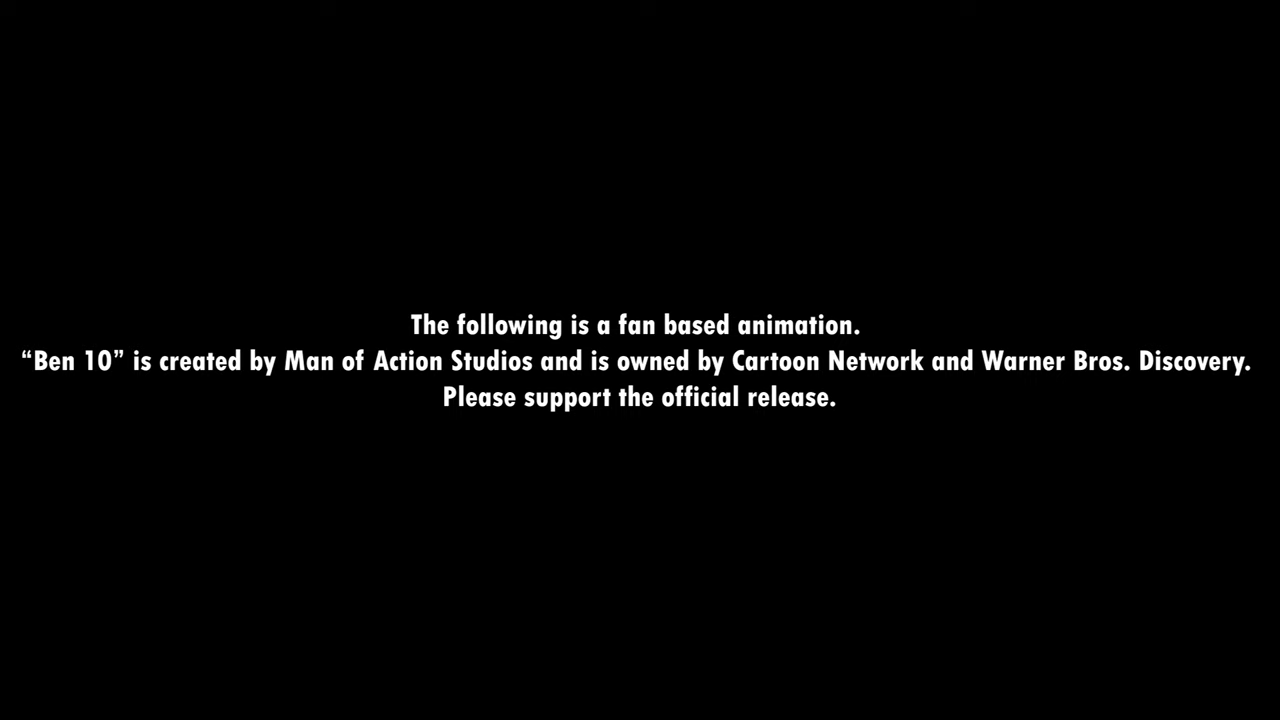 The following is a fan based animation.
“Ben 10” is created by Man of Action Studios and is owned by Cartoon Network and Warner Bros. Discovery.
Please support the official release.